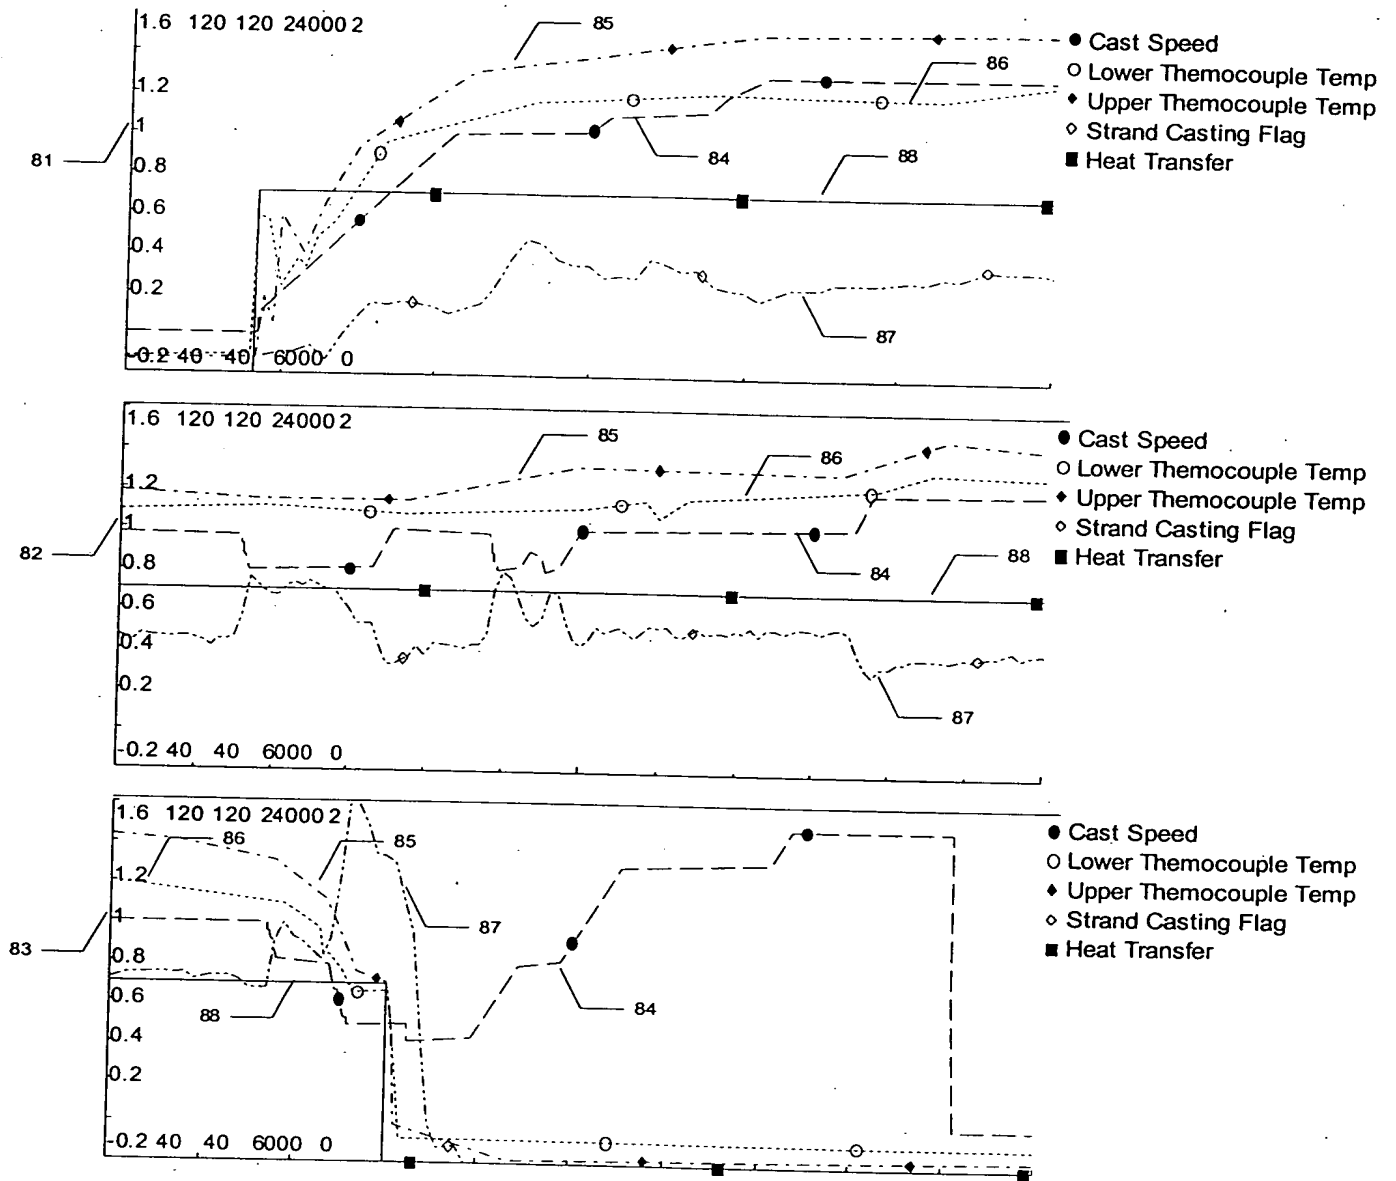 1.6 120 120 24000 2
85
Cast Speed
86
Lower Themocouple Temp
1.2
Upper Themocouple Temp
1
Strand Casting Flag
81
84
88
Heat Transfer
0.8
0.6
0.4
0.2
87
-0.2 40 40 6000 0
1.6 120 120 24000 2
85
Cast Speed
86
Lower Themocouple Temp
1.2
Upper Themocouple Temp
1
Strand Casting Flag
82
88
Heat Transfer
0.8
84
0.6
0.4
0.2
87
-0.2 40 40 6000 0
1.6 120 120 24000 2
86
85
Cast Speed
Lower Themocouple Temp
1.2
Upper Themocouple Temp
1
87
Strand Casting Flag
83
Heat Transfer
0.8
0.6
88
84
0.4
0.2
-0.2 40 40 6000 0